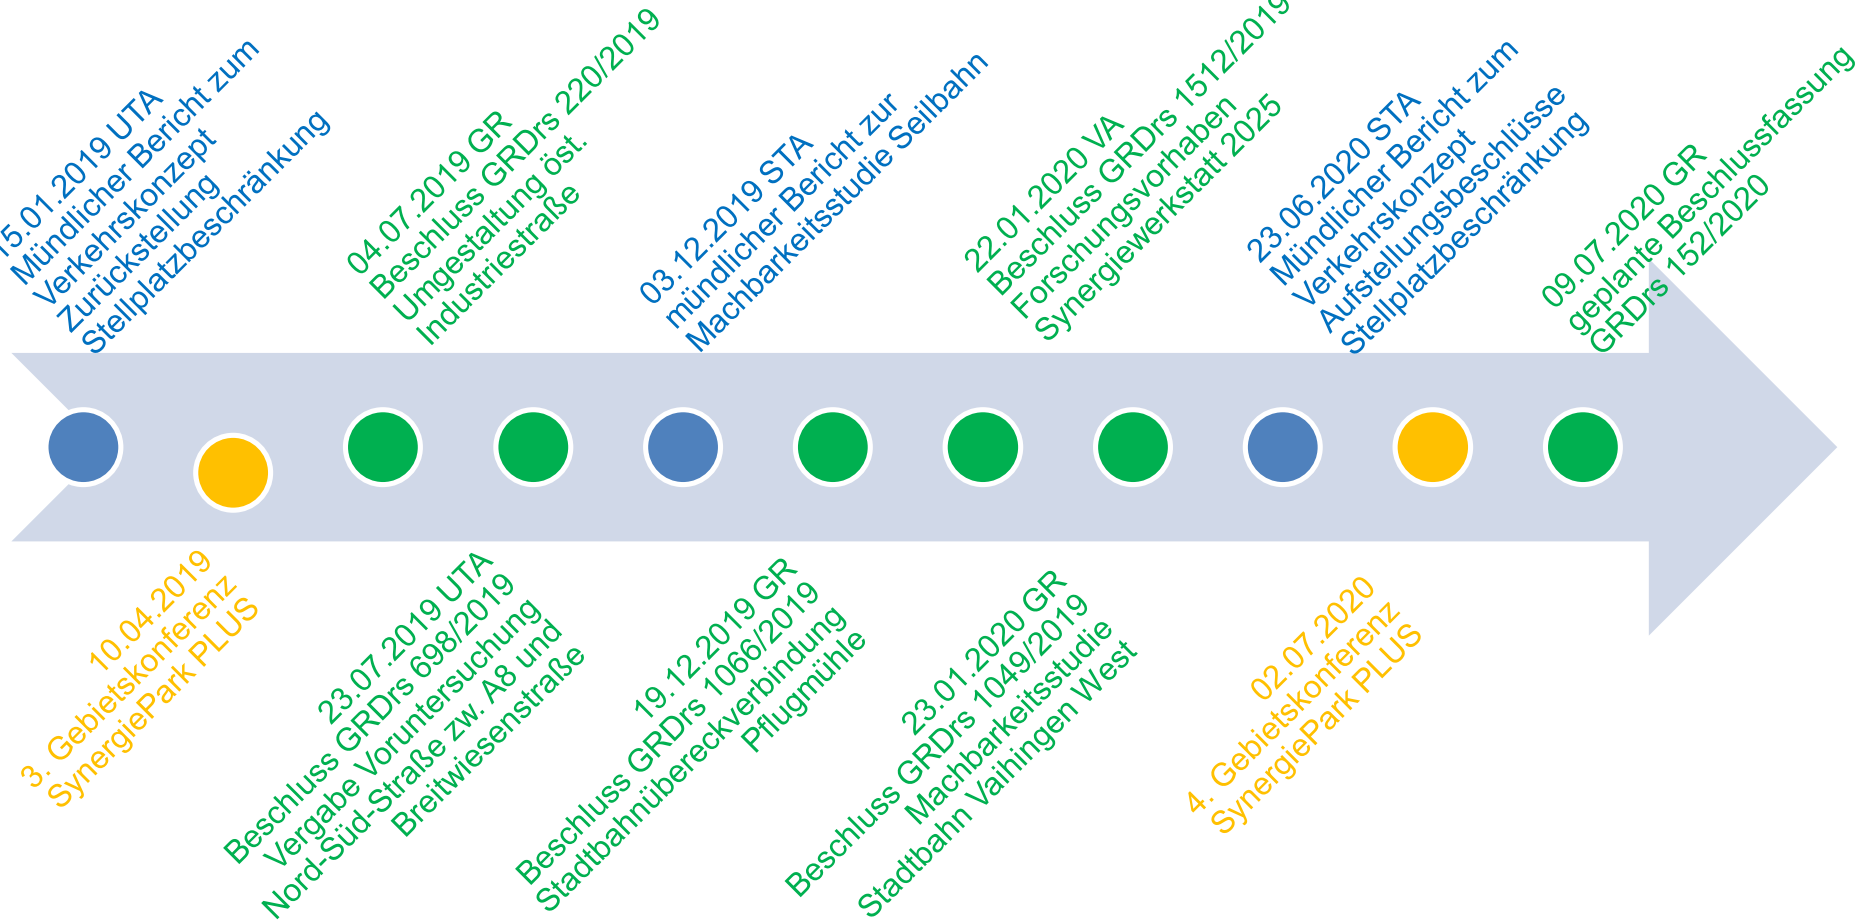 15.01.2019 UTA
Mündlicher Bericht zum
Verkehrskonzept
Zurückstellung
Stellplatzbeschränkung
04.07.2019 GR
Beschluss GRDrs 220/2019
Umgestaltung öst.
Industriestraße
03.12.2019 STA
mündlicher Bericht zur
Machbarkeitsstudie Seilbahn
22.01.2020 VA
Beschluss GRDrs 1512/2019
Forschungsvorhaben
Synergiewerkstatt 2025
23.06.2020 STA
Mündlicher Bericht zum
Verkehrskonzept
Aufstellungsbeschlüsse
Stellplatzbeschränkung
09.07.2020 GR
geplante Beschlussfassung
GRDrs 152/2020
10.04.2019
3. Gebietskonferenz
SynergiePark PLUS
23.07.2019 UTA
Beschluss GRDrs 698/2019
Vergabe Voruntersuchung
Nord-Süd-Straße zw. A8 und
Breitwiesenstraße
19.12.2019 GR
Beschluss GRDrs 1066/2019
Stadtbahnübereckverbindung
Pflugmühle
23.01.2020 GR
Beschluss GRDrs 1049/2019
Machbarkeitsstudie
Stadtbahn Vaihingen West
02.07.2020
4. Gebietskonferenz
SynergiePark PLUS